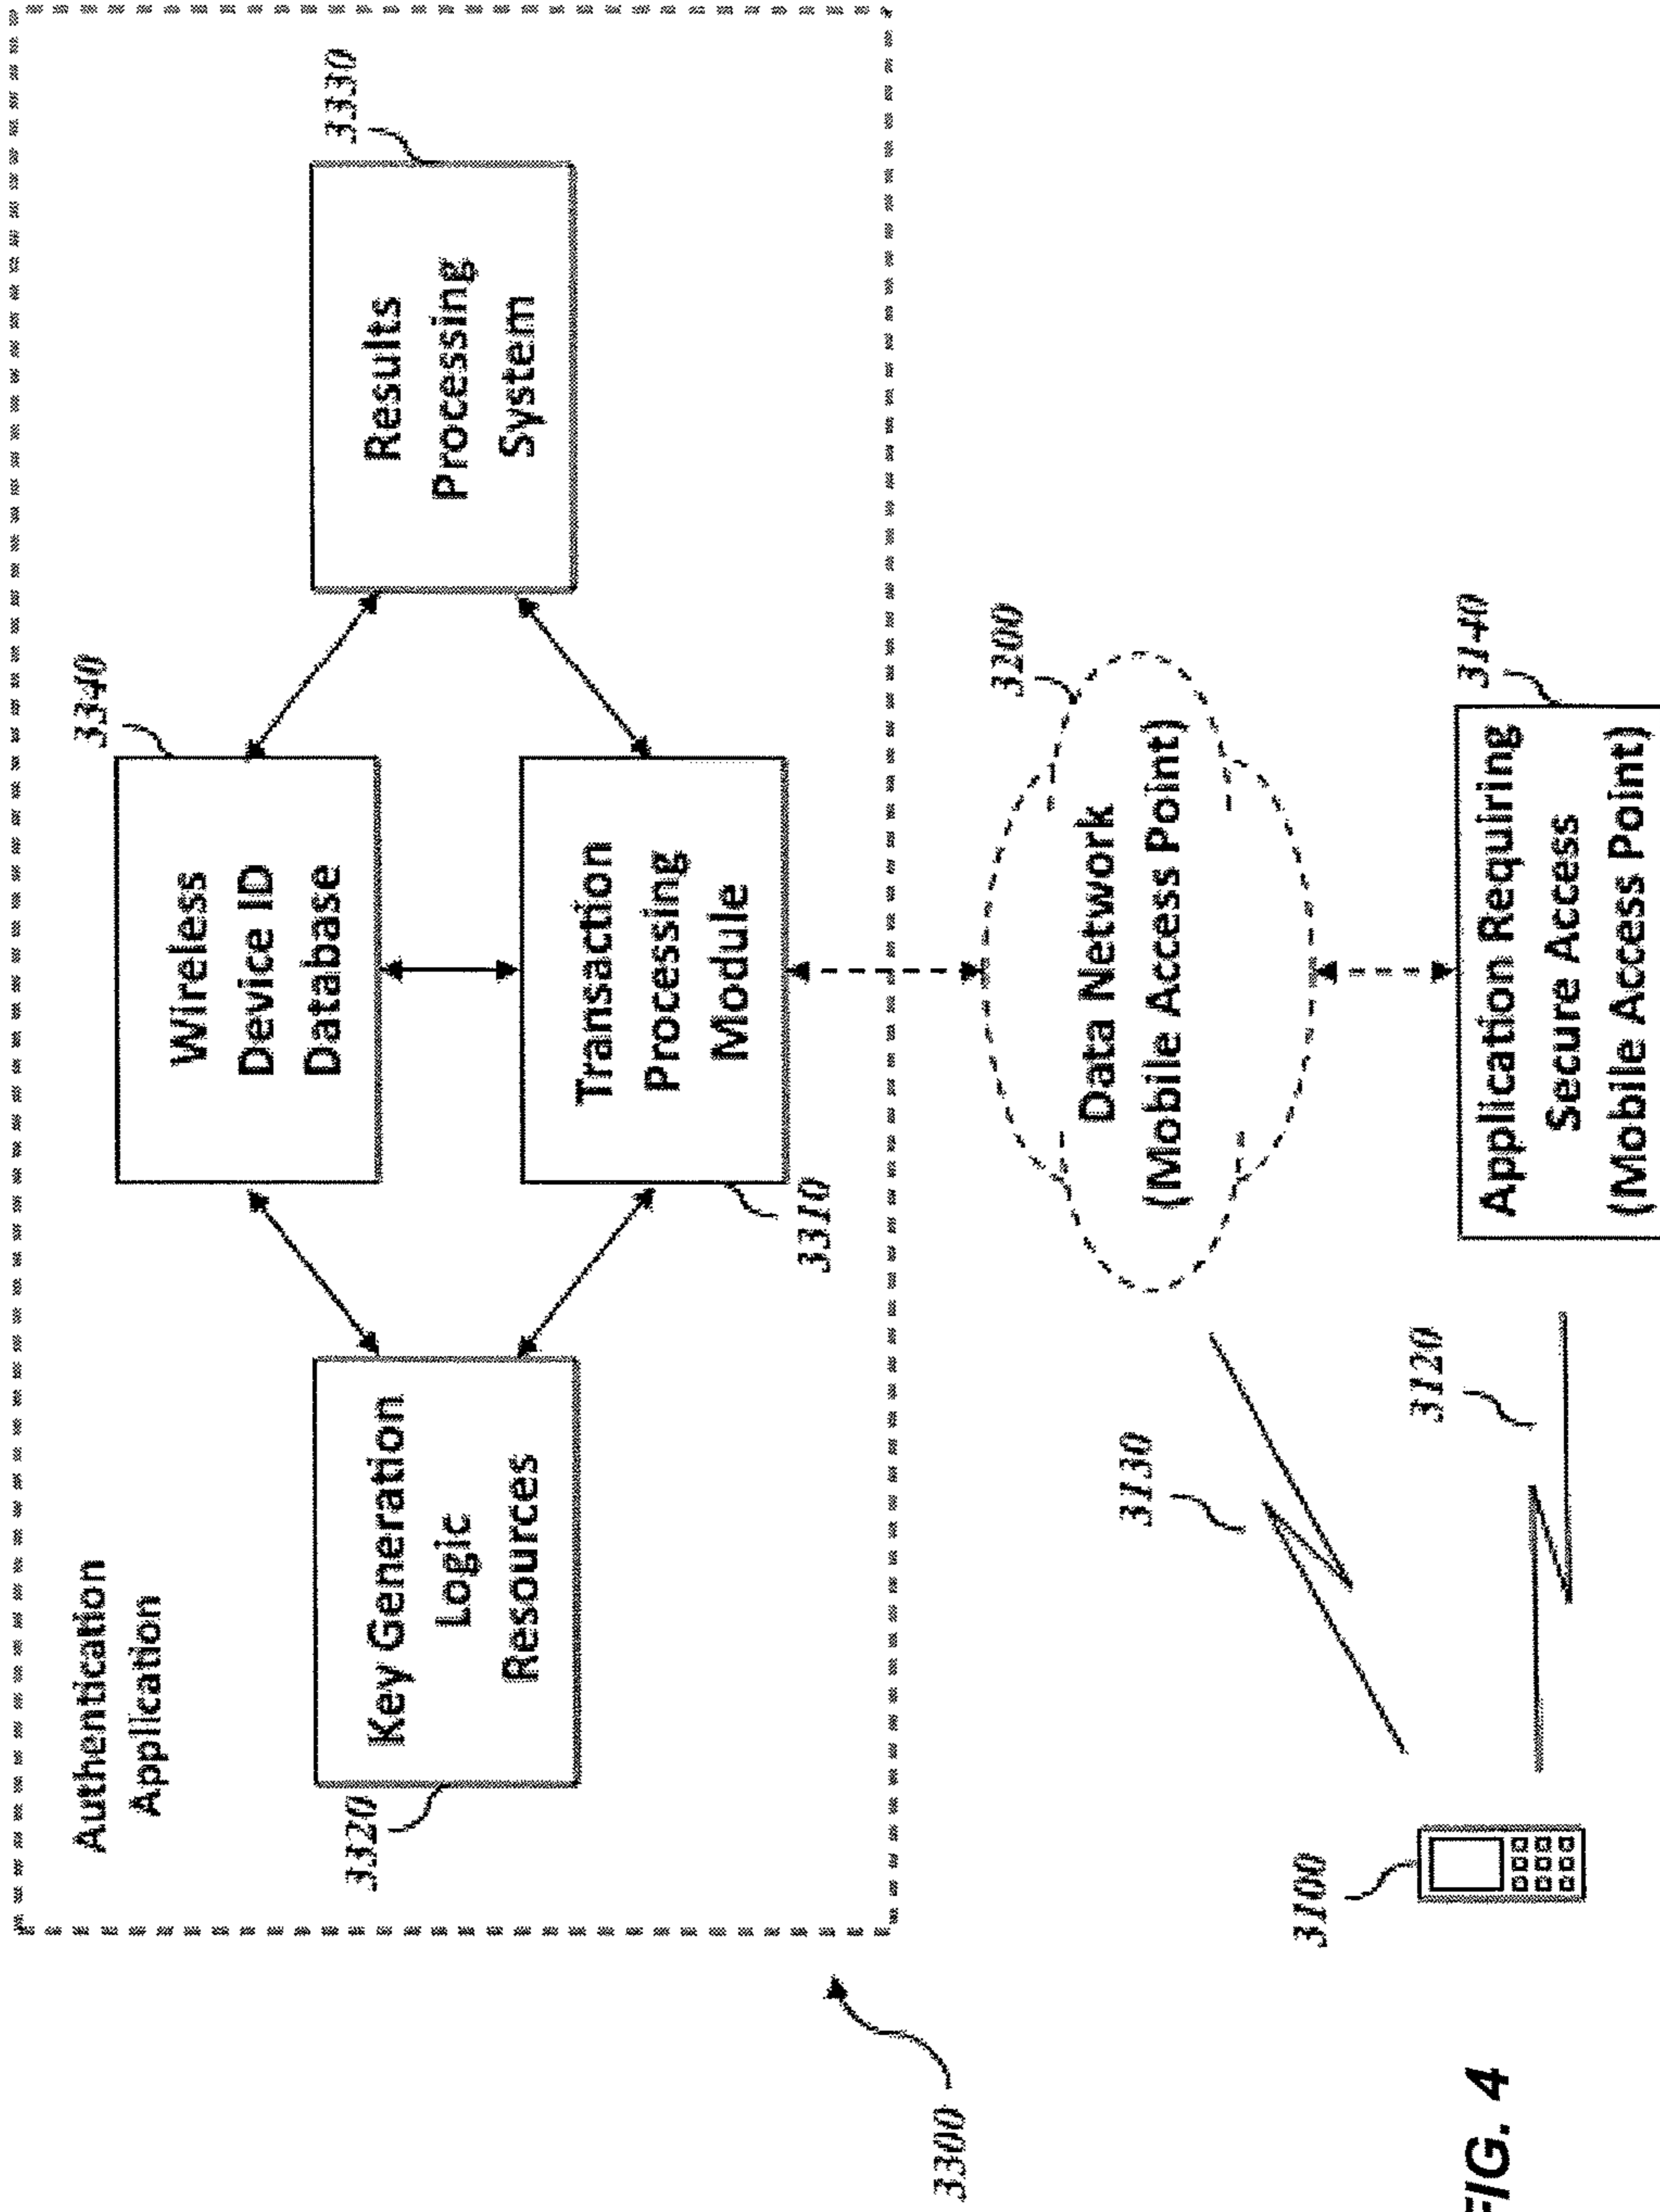 Authentication
Application
3340
Wireless
Device ID
Database
3330
Results
Processing
System
3320
Key Generation
Logic
Resources
Transaction
Processing
Module
3310
3300
3200
Data Network
(Mobile Access Point)
3130
3100
3120
3140
Application Requiring
Secure Access
(Mobile Access Point)
FIG. 4